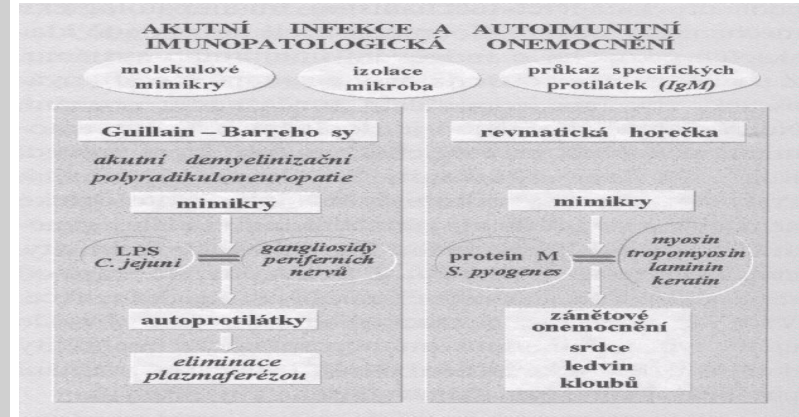 AKUTNÍ INFEKCE A AUTOIMUNITNÍ
IMUNOPATOLOGICKÁ ONEMOCNĚNÍ
molekulové
mimikry
izolace
mikroba
průkaz specifických
protilátek (IgM)
Guillain – Barreho sy
akutní demyelinizační
polyradikuloneuropatie
mimikry
LPS
C. jejuni
gangliosidy
periferních
nervů
autoprotilátky
eliminace
plazmaferézou
revmatická horečka
mimikry
protein M
S. pyogenes
myosin
tropomyosin
laminin
keratin
zánětové
onemocnění
srdce
ledvin
kloubů